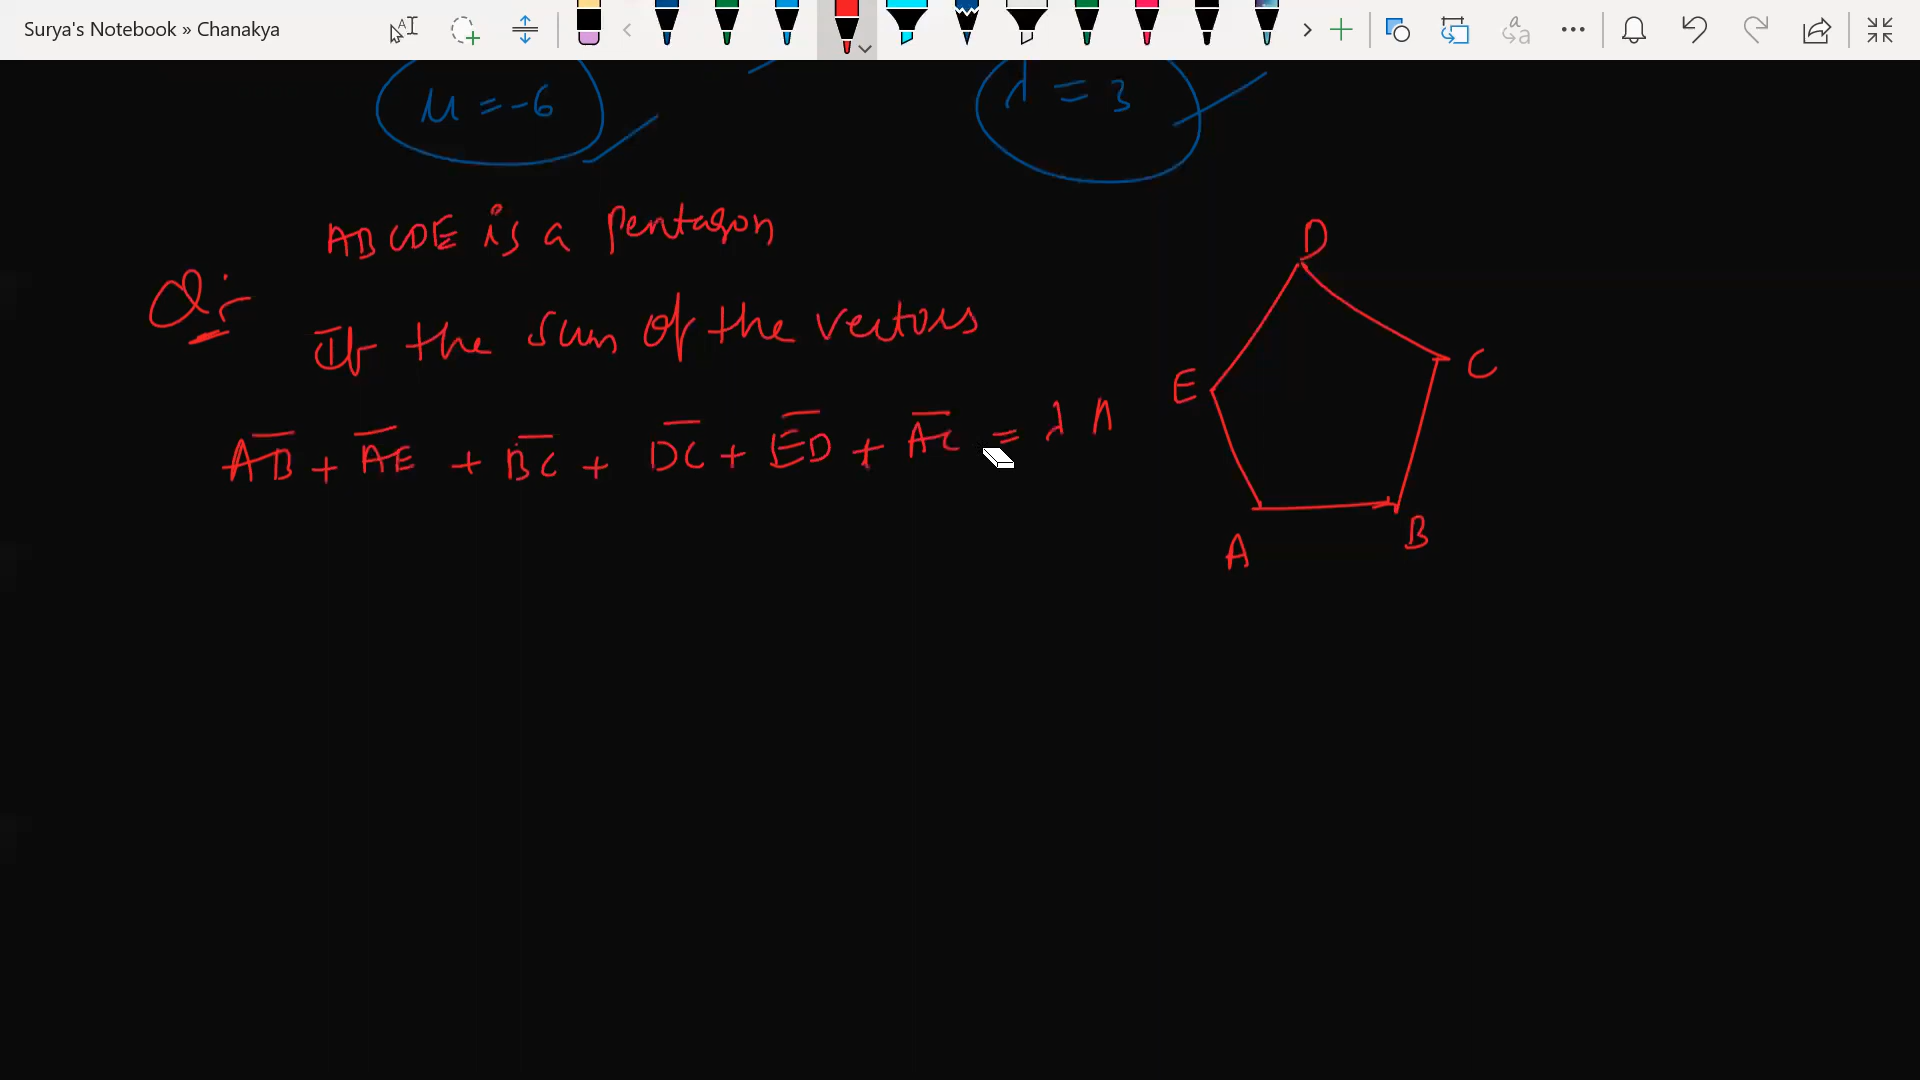 Surya's Notebook » Chanakya
μ = -6
λ = 3
ABCDE is a Pentagon
Q:-
If the sum of the vectors
AB + AE + BC + DC + ED + AC = λ A
D
C
E
A
B